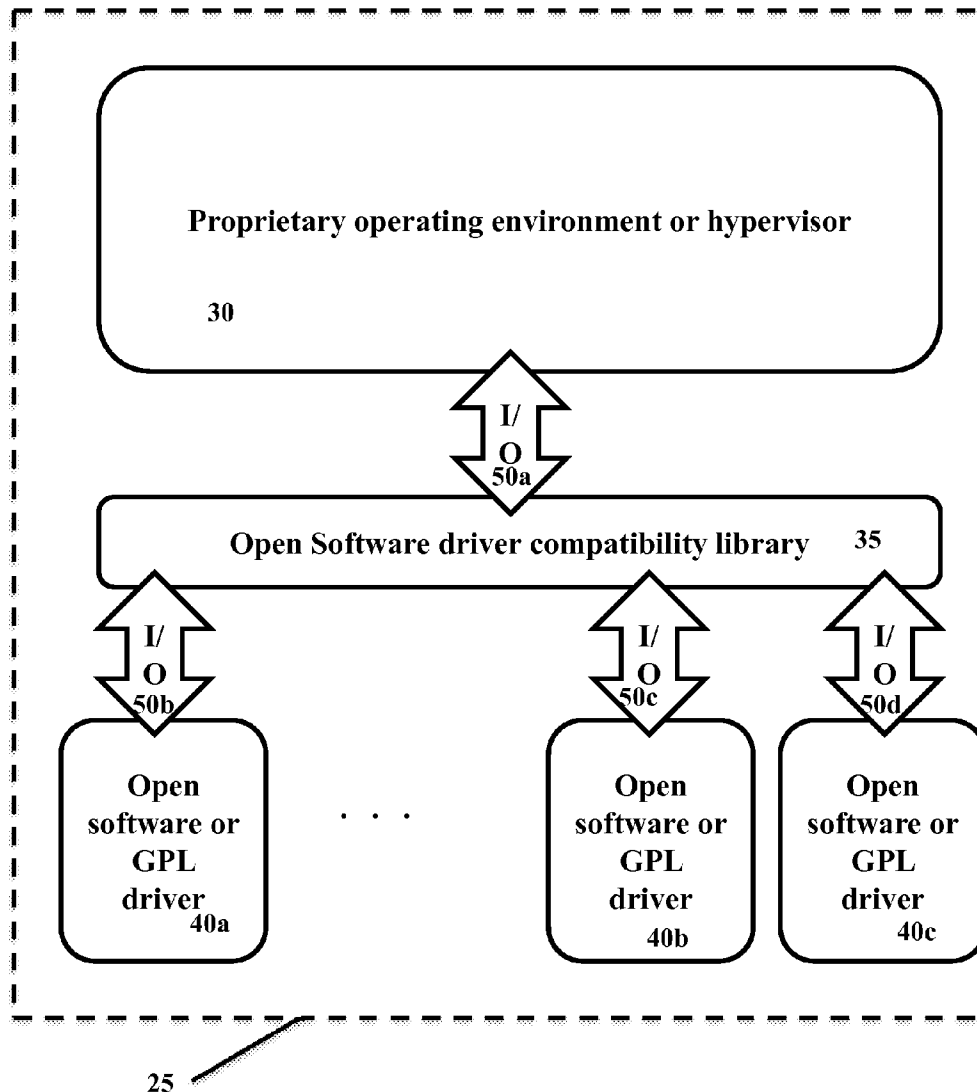 Proprietary operating environment or hypervisor
30
I/
O
50a
Open Software driver compatibility library 35
I/
O
50b
I/
O
50c
I/
O
50d
Open
software or
GPL
driver
40a
. . .
Open
software or
GPL
driver
40b
Open
software or
GPL
driver
40c
25